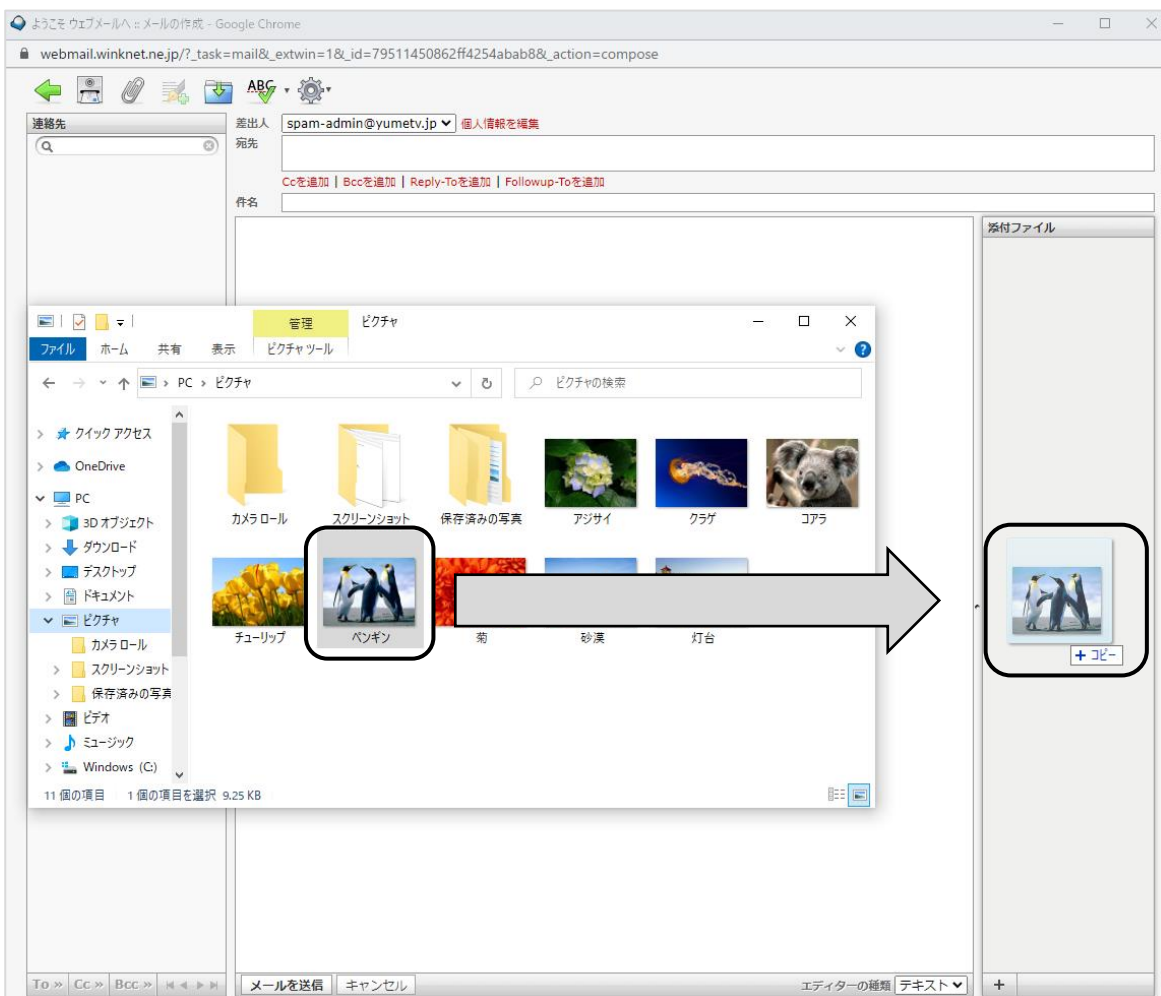 ようこそ ウェブメールへ :: メールの作成 - Google Chrome
webmail.winknet.ne.jp/?_task=mail&_extwin=1&_id=79511450862ff4254abab8&_action=compose
ABC
連絡先
差出人 spam-admin@yumetv.jp 個人情報を編集
宛先
Ccを追加 | Bccを追加 | Reply-Toを追加 | Followup-Toを追加
件名
添付ファイル
管理 ピクチャ
ファイル ホーム 共有 表示 ピクチャ ツール
PC › ピクチャ
ピクチャの検索
クイック アクセス
OneDrive
PC
3D オブジェクト
ダウンロード
デスクトップ
ドキュメント
ピクチャ
カメラ ロール
スクリーンショット
保存済みの写真
ビデオ
ミュージック
Windows (C:)
カメラ ロール スクリーンショット 保存済みの写真 アジサイ クラゲ コアラ
チューリップ ペンギン 菊 砂漠 灯台
+ コピー
11 個の項目 1 個の項目を選択 9.25 KB
To » Cc » Bcc »
メールを送信 キャンセル
エディターの種類 テキスト
+